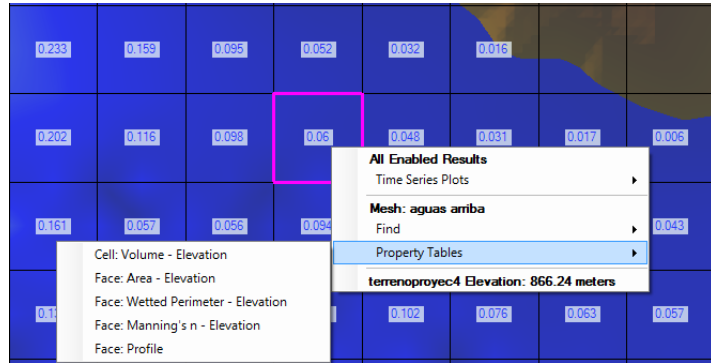 0.233 0.159 0.095 0.052 0.032 0.016
0.202 0.116 0.098 0.06 0.048 0.031 0.017 0.006
All Enabled Results
Time Series Plots
Mesh: aguas arriba
0.161 0.057 0.056 0.094 Find 0.043
Cell: Volume - Elevation Property Tables
Face: Area - Elevation terrenoproyec4 Elevation: 866.24 meters
Face: Wetted Perimeter - Elevation
0.102 0.076 0.063 0.057
Face: Manning's n - Elevation
Face: Profile